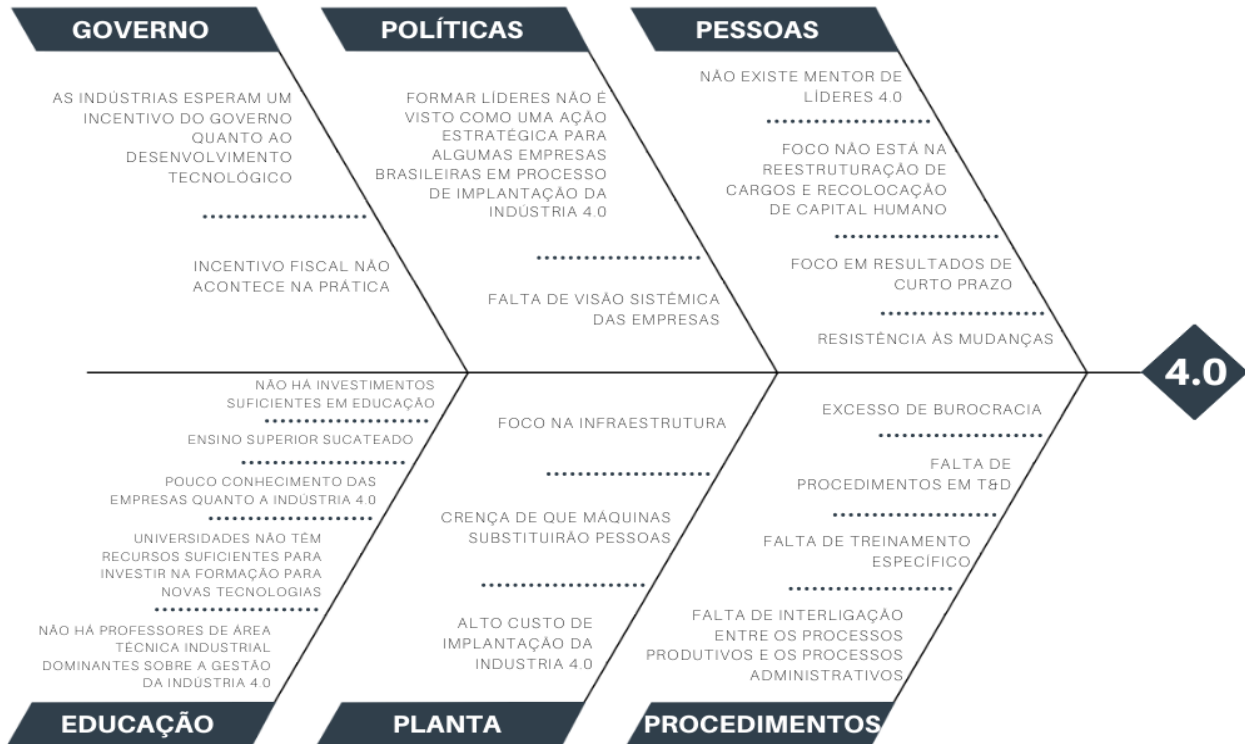 GOVERNO
AS INDÚSTRIAS ESPERAM UM
INCENTIVO DO GOVERNO
QUANTO AO
DESENVOLVIMENTO
TECNOLÓGICO
INCENTIVO FISCAL NÃO
ACONTECE NA PRÁTICA
POLÍTICAS
FORMAR LÍDERES NÃO É
VISTO COMO UMA AÇÃO
ESTRATÉGICA PARA
ALGUMAS EMPRESAS
BRASILEIRAS EM PROCESSO
DE IMPLANTAÇÃO DA
INDÚSTRIA 4.0
FALTA DE VISÃO SISTÊMICA
DAS EMPRESAS
PESSOAS
NÃO EXISTE MENTOR DE
LÍDERES 4.0
FOCO NÃO ESTÁ NA
REESTRUTURAÇÃO DE
CARGOS E RECOLOCAÇÃO
DE CAPITAL HUMANO
FOCO EM RESULTADOS DE
CURTO PRAZO
RESISTÊNCIA ÀS MUDANÇAS
4.0
NÃO HÁ INVESTIMENTOS
SUFICIENTES EM EDUCAÇÃO
ENSINO SUPERIOR SUCATEADO
POUCO CONHECIMENTO DAS
EMPRESAS QUANTO A INDÚSTRIA 4.0
UNIVERSIDADES NÃO TÊM
RECURSOS SUFICIENTES PARA
INVESTIR NA FORMAÇÃO PARA
NOVAS TECNOLOGIAS
NÃO HÁ PROFESSORES DE ÁREA
TÉCNICA INDUSTRIAL
DOMINANTES SOBRE A GESTÃO
DA INDÚSTRIA 4.0
EDUCAÇÃO
FOCO NA INFRAESTRUTURA
CRENÇA DE QUE MÁQUINAS
SUBSTITUIRÃO PESSOAS
ALTO CUSTO DE
IMPLANTAÇÃO DA
INDUSTRIA 4.0
PLANTA
EXCESSO DE BUROCRACIA
FALTA DE
PROCEDIMENTOS EM T&D
FALTA DE TREINAMENTO
ESPECÍFICO
FALTA DE INTERLIGAÇÃO
ENTRE OS PROCESSOS
PRODUTIVOS E OS PROCESSOS
ADMINISTRATIVOS
PROCEDIMENTOS